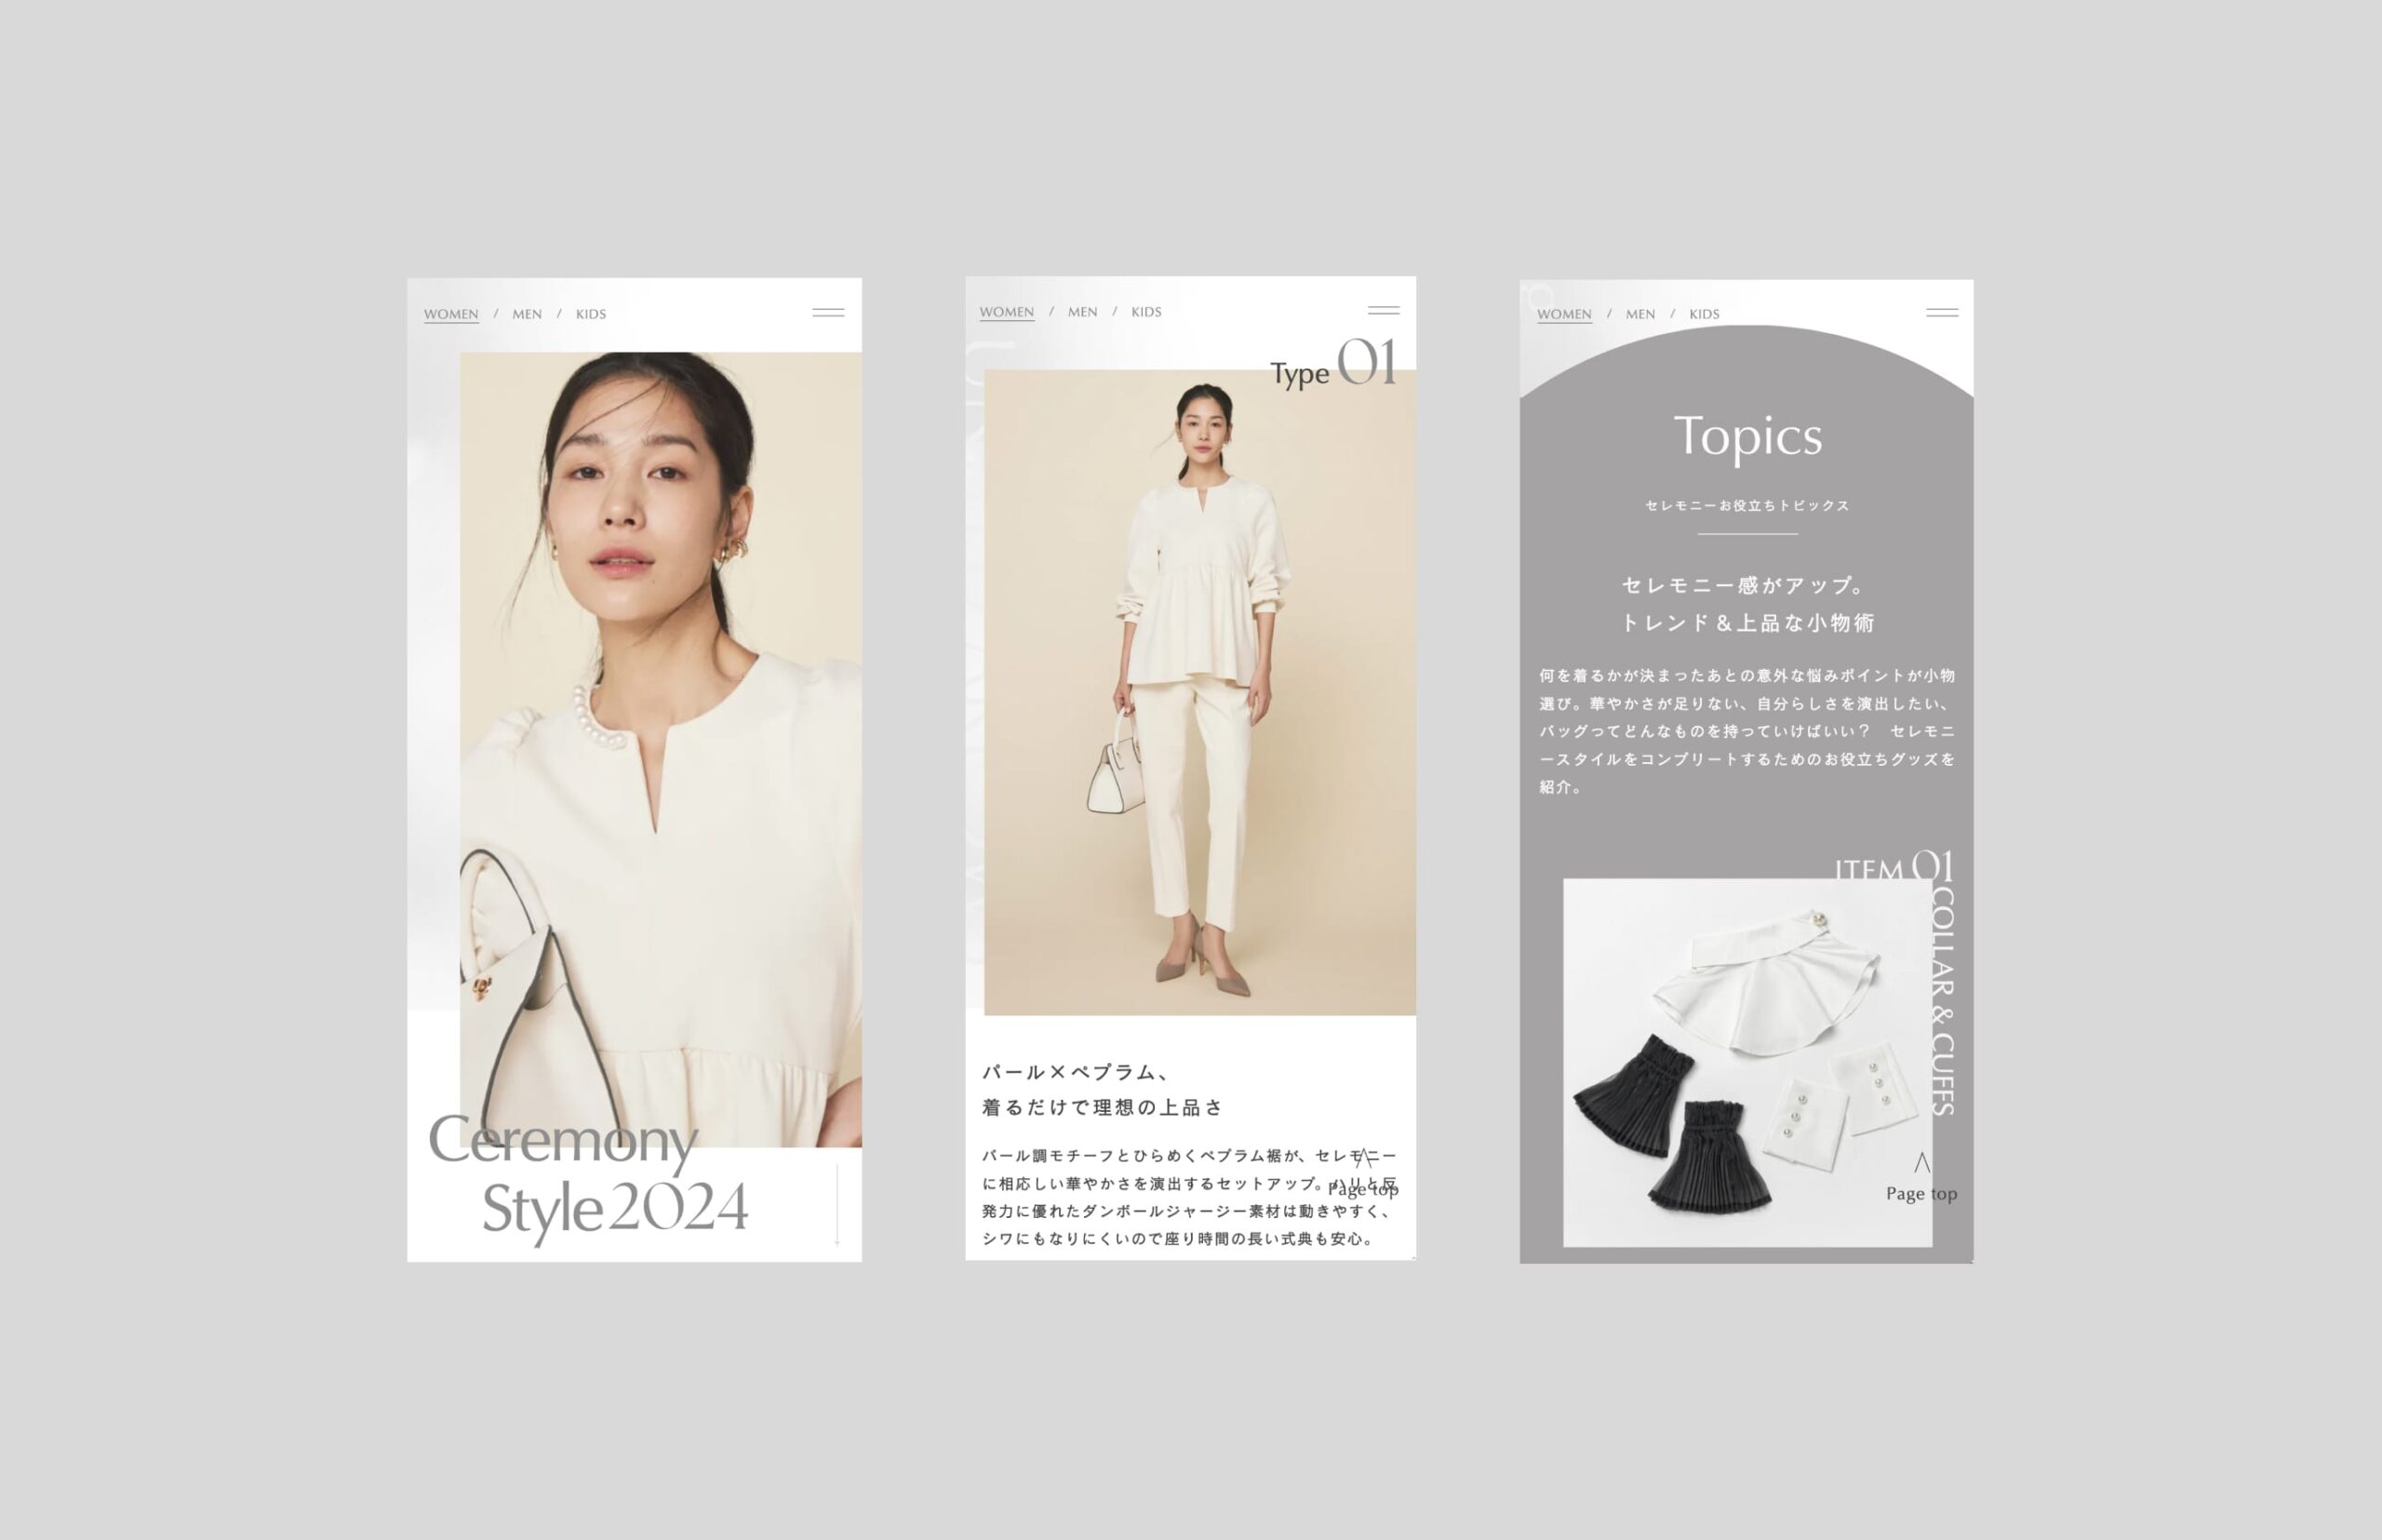 WOMEN / MEN / KIDS
Ceremony
Style 2024
WOMEN / MEN / KIDS
Type 01
パール×ペプラム、
着るだけで理想の上品さ
パール調モチーフとひらめくペプラム裾が、セレモニー
に相応しい華やかさを演出するセットアップ。ハリと反
発力に優れたダンボールジャージー素材は動きやすく、
シワにもなりにくいので座り時間の長い式典も安心。
Page top
WOMEN / MEN / KIDS
Topics
セレモニーお役立ちトピックス
セレモニー感がアップ。
トレンド＆上品な小物術
何を着るかが決まったあとの意外な悩みポイントが小物
選び。華やかさが足りない、自分らしさを演出したい、
バッグってどんなものを持っていけばいい？　セレモニ
ースタイルをコンプリートするためのお役立ちグッズを
紹介。
ITEM 01
COLLAR & CUFFS
Page top